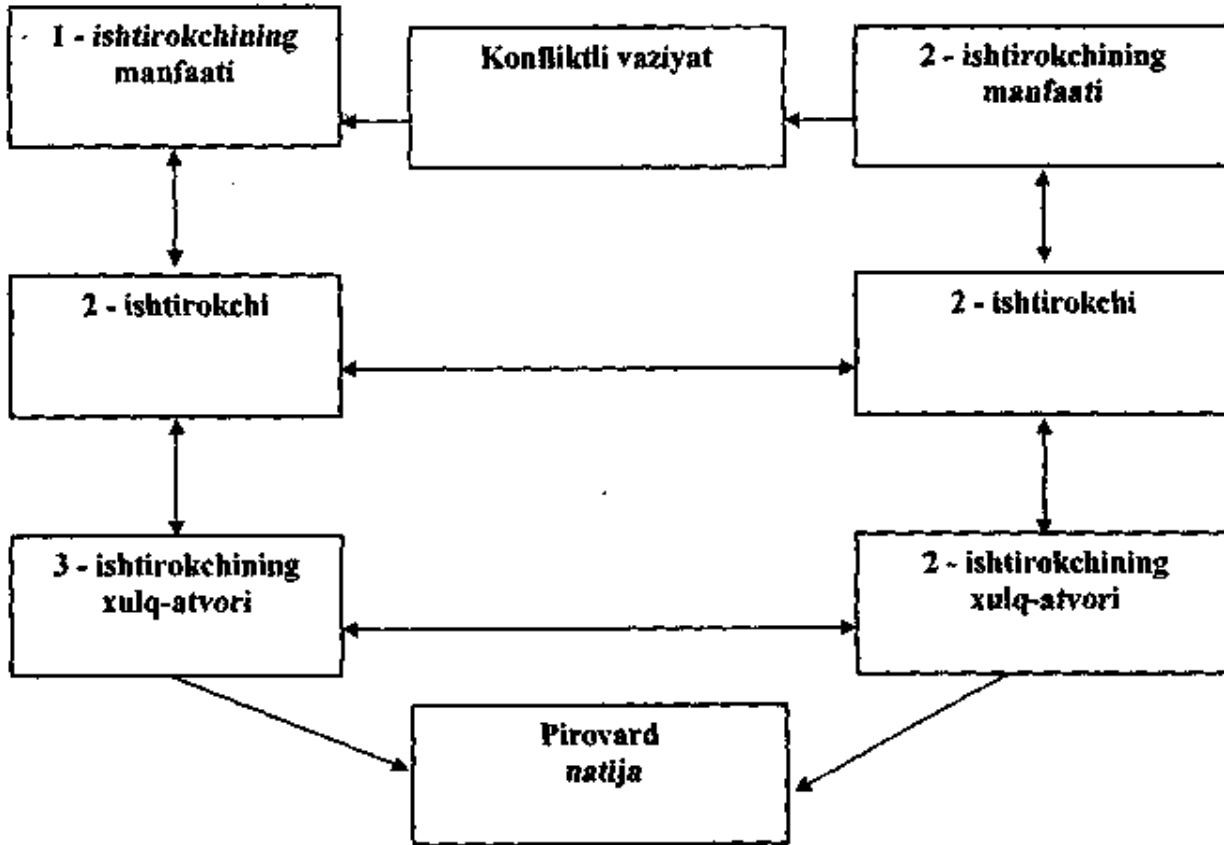 1 - ishtirokchining
manfaati
Konfliktli vaziyat
2 - ishtirokchining
manfaati
2 - ishtirokchi
2 - ishtirokchi
3 - ishtirokchining
xulq-atvori
2 - ishtirokchining
xulq-atvori
Pirovard
natija